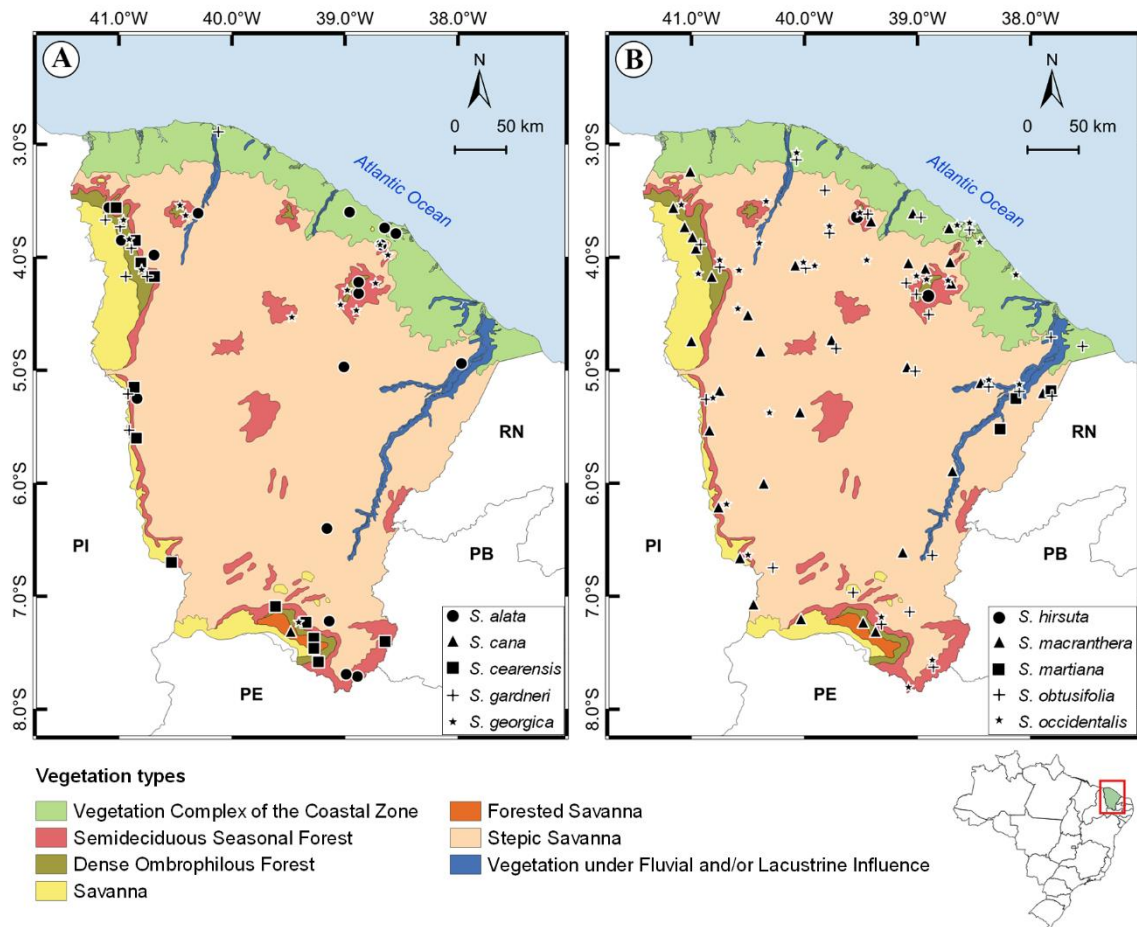 41.0°W 40.0°W 39.0°W 38.0°W
41.0°W 40.0°W 39.0°W 38.0°W
A
N
0 50 km
Atlantic Ocean
3.0°S
4.0°S
5.0°S
6.0°S
7.0°S
8.0°S
RN
PB
PI
PE
S. alata
S. cana
S. cearensis
S. gardneri
S. georgica
B
N
0 50 km
Atlantic Ocean
3.0°S
4.0°S
5.0°S
6.0°S
7.0°S
8.0°S
RN
PB
PI
PE
S. hirsuta
S. macranthera
S. martiana
S. obtusifolia
S. occidentalis
Vegetation types
Vegetation Complex of the Coastal Zone
Semideciduous Seasonal Forest
Dense Ombrophilous Forest
Savanna
Forested Savanna
Stepic Savanna
Vegetation under Fluvial and/or Lacustrine Influence